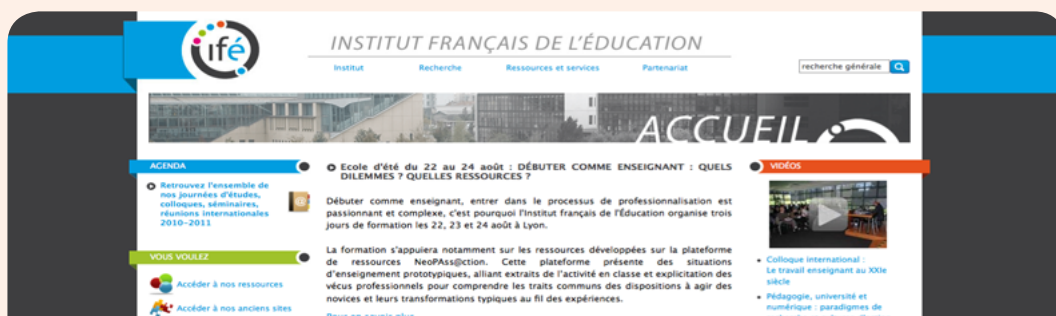 ifé
INSTITUT FRANÇAIS DE L'ÉDUCATION
Institut
Recherche
Ressources et services
Partenariat
recherche générale
ACCUEIL
AGENDA
Retrouvez l'ensemble de
nos journées d'études,
colloques, séminaires,
réunions internationales
2010-2011
VOUS VOULEZ
Accéder à nos ressources
Accéder à nos anciens sites
Ecole d'été du 22 au 24 août : DÉBUTER COMME ENSEIGNANT : QUELS
DILEMMES ? QUELLES RESSOURCES ?
Débuter comme enseignant, entrer dans le processus de professionnalisation est
passionnant et complexe, c'est pourquoi l'Institut français de l'Éducation organise trois
jours de formation les 22, 23 et 24 août à Lyon.
La formation s'appuiera notamment sur les ressources développées sur la plateforme
de ressources NeoPAss@ction. Cette plateforme présente des situations
d'enseignement prototypiques, alliant extraits de l'activité en classe et explicitation des
vécus professionnels pour comprendre les traits communs des dispositions à agir des
novices et leurs transformations typiques au fil des expériences.
VIDÉOS
Colloque international :
Le travail enseignant au XXIe
siècle
Pédagogie, université et
numérique : paradigmes de